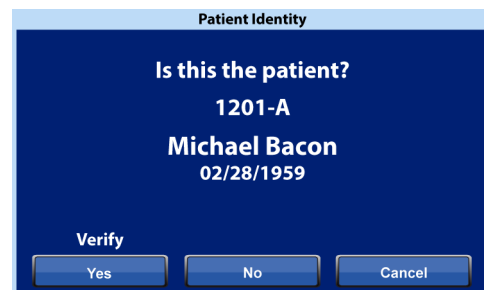 Patient Identity
Is this the patient?
1201-A
Michael Bacon
02/28/1959
Verify
Yes No Cancel